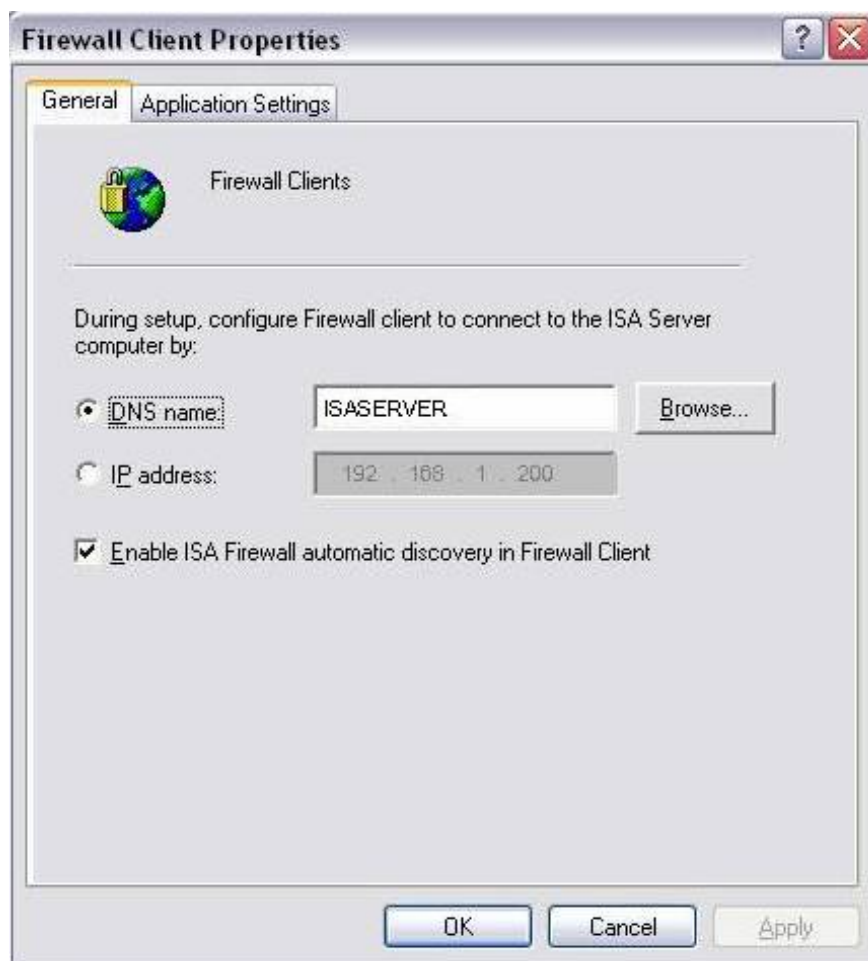 Firewall Client Properties
General
Application Settings
Firewall Clients
During setup, configure Firewall client to connect to the ISA Server
computer by:
DNS name:
ISASERVER
Browse...
IP address:
192 . 168 . 1 . 200
Enable ISA Firewall automatic discovery in Firewall Client
OK
Cancel
Apply